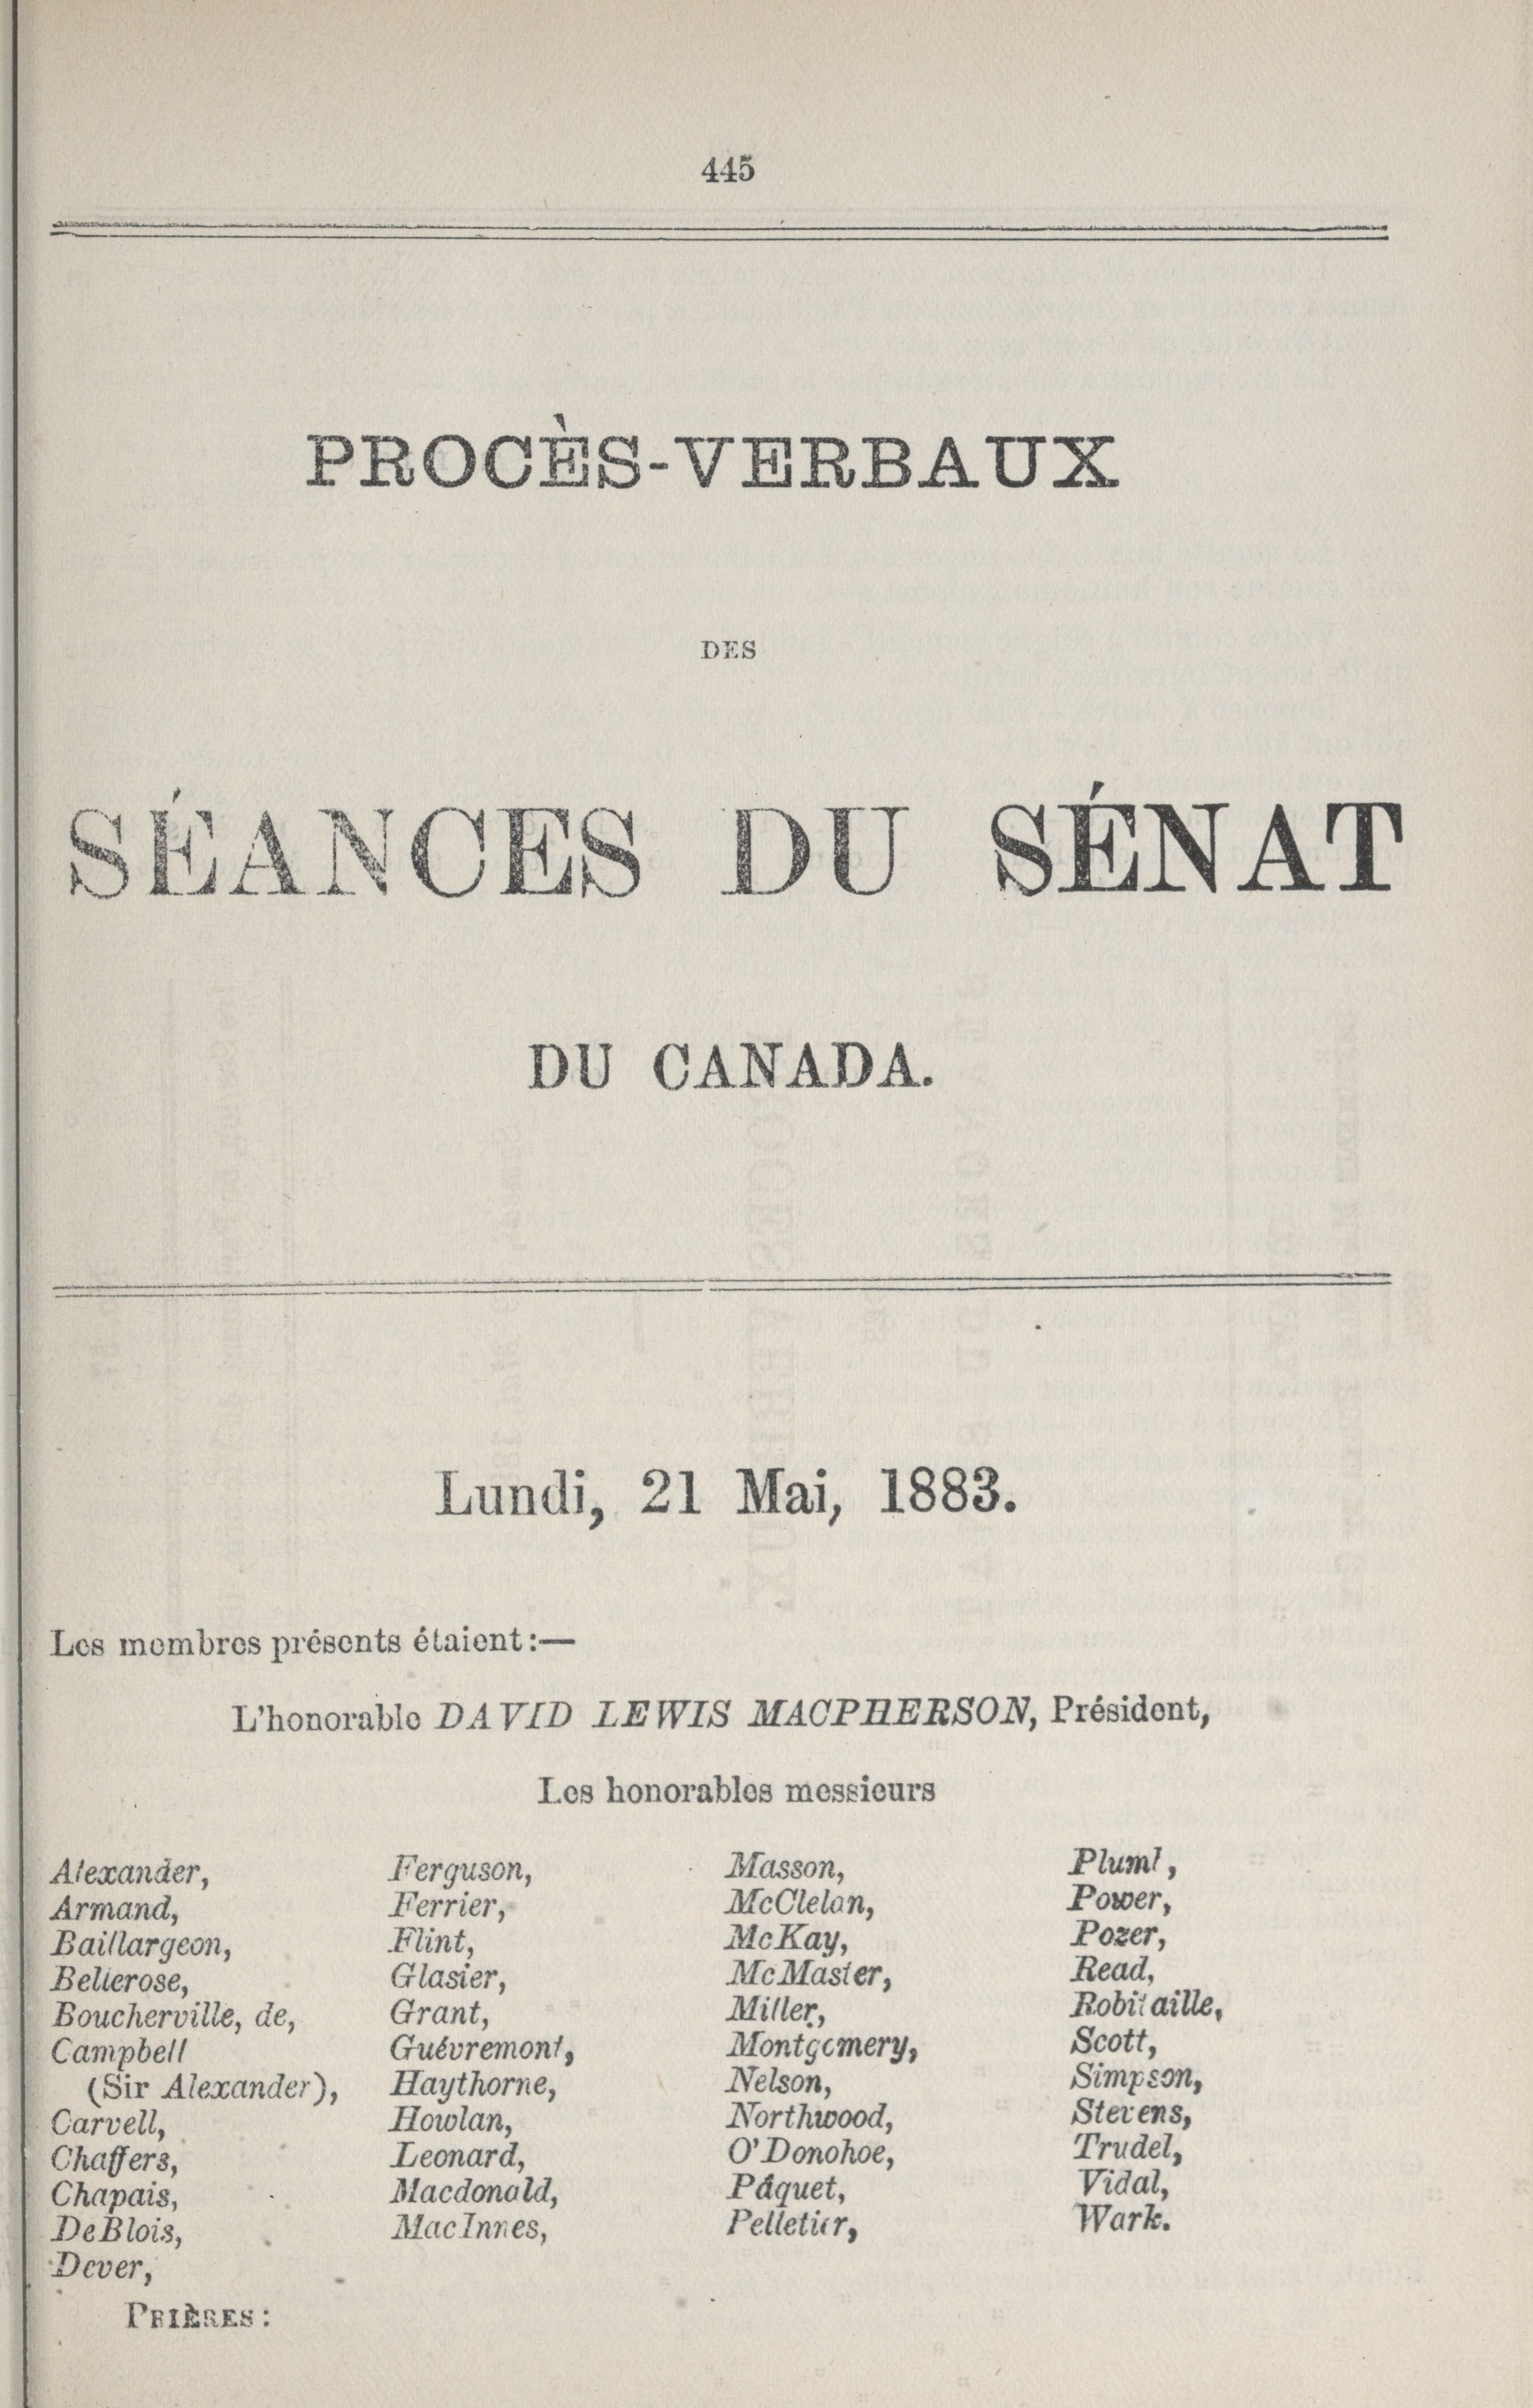 445
PROCÈS-VERBAUX
DES
SÉANCES DU SÉNAT
DU CANADA.
Lundi, 21 Mai, 1883.
Les membres présents étaient:—
L'honorable DAVID LEWIS MACPHERSON, Président,
Les honorables messieurs
Alexander,
Armand,
Baillargeon,
Bellerose,
Boucherville, de,
Campbell
(Sir Alexander),
Carvell,
Chaffers,
Chapais,
DeBlois,
Dever,
Ferguson,
Ferrier,
Flint,
Glasier,
Grant,
Guévremont,
Haythorne,
Howlan,
Leonard,
Macdonald,
MacInnes,
Masson,
McClelan,
McKay,
McMaster,
Miller,
Montgomery,
Nelson,
Northwood,
O'Donohoe,
Pâquet,
Pelletier,
Plumb,
Power,
Pozer,
Read,
Robitaille,
Scott,
Simpson,
Stevens,
Trudel,
Vidal,
Wark.
PRIÈRES: